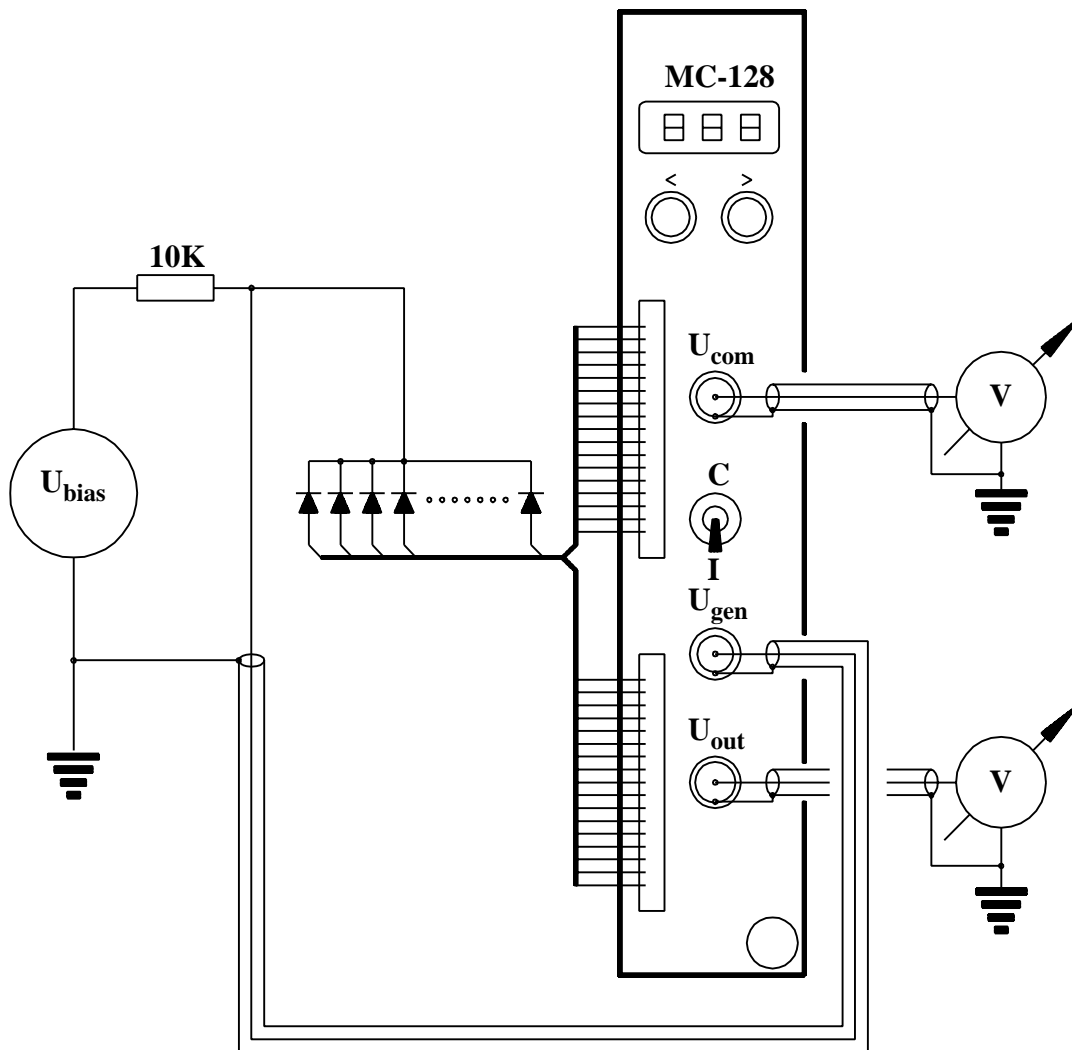 MC-128
< >
10K
U_com
U_bias
V
C
I
U_gen
U_out
V